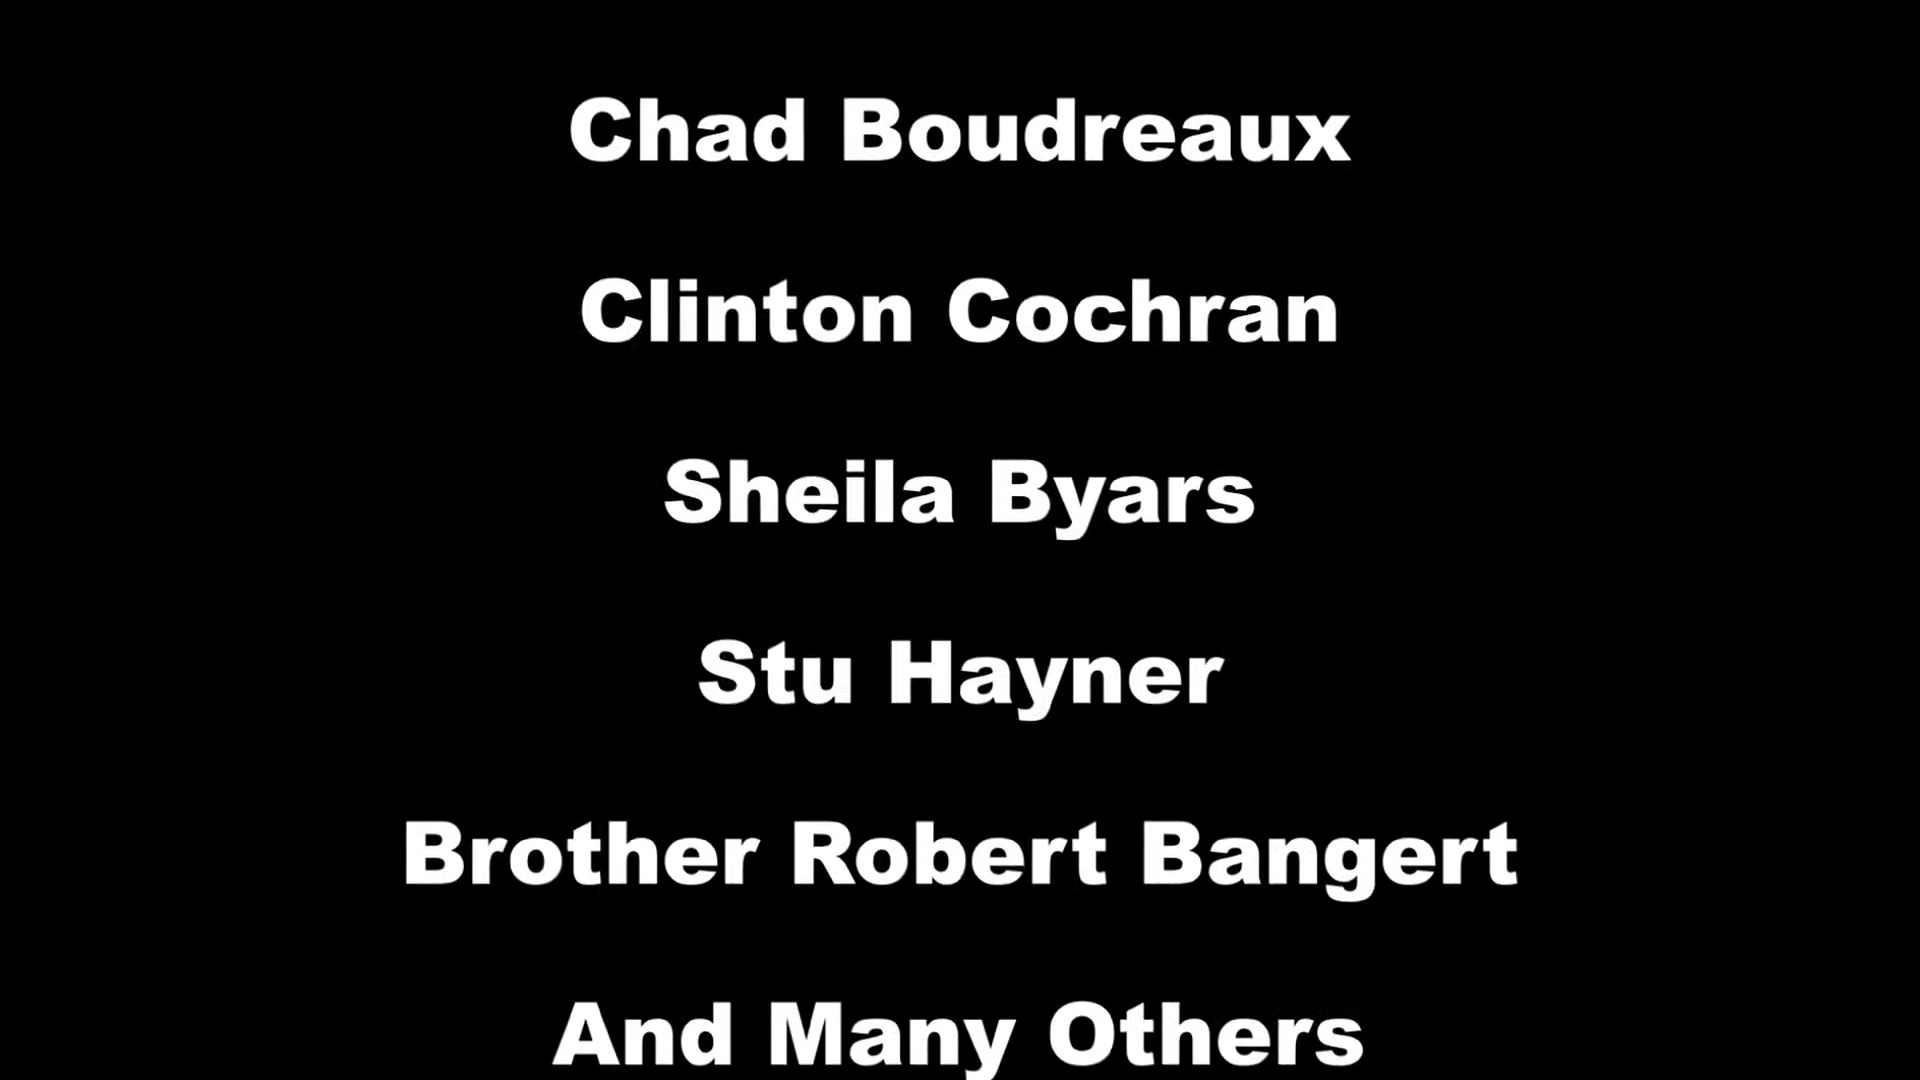 Chad Boudreaux
Clinton Cochran
Sheila Byars
Stu Hayner
Brother Robert Bangert
And Many Others